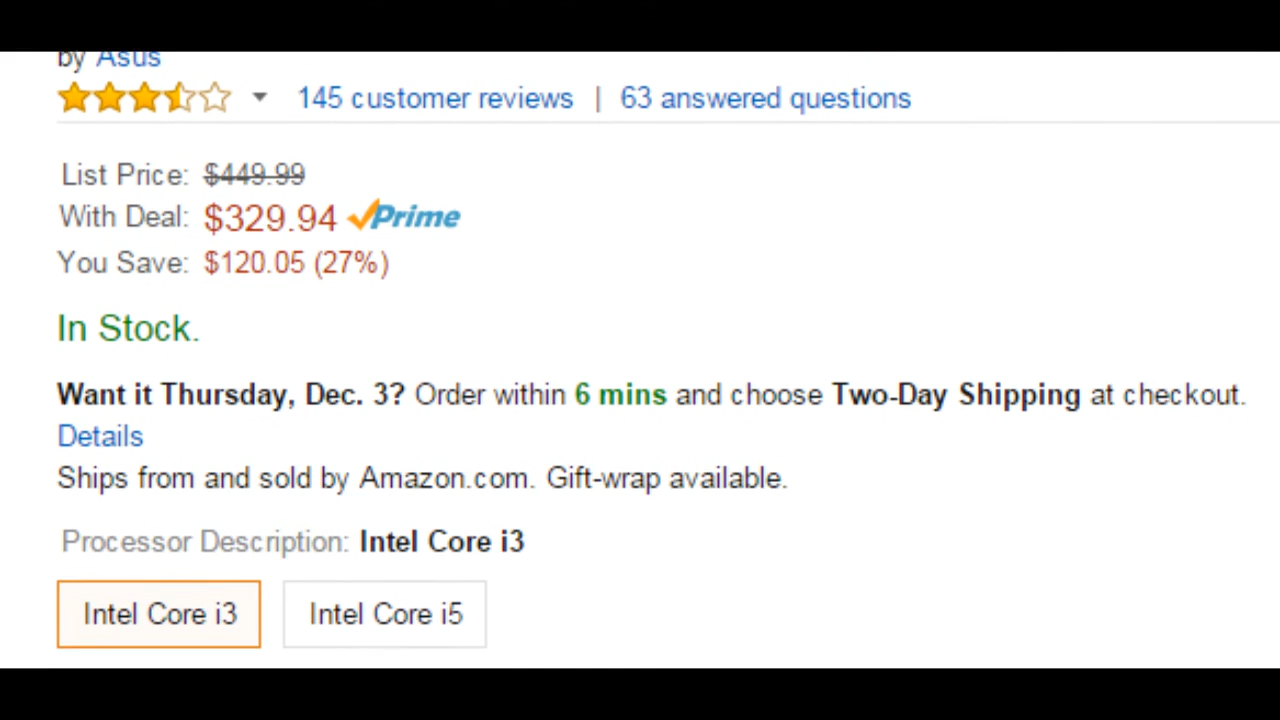 by Asus
145 customer reviews | 63 answered questions
List Price: $449.99
With Deal: $329.94 Prime
You Save: $120.05 (27%)
In Stock.
Want it Thursday, Dec. 3? Order within 6 mins and choose Two-Day Shipping at checkout.
Details
Ships from and sold by Amazon.com. Gift-wrap available.
Processor Description: Intel Core i3
Intel Core i3 Intel Core i5